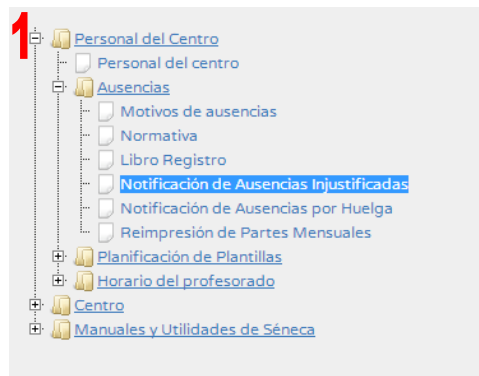 1
Personal del Centro
Personal del centro
Ausencias
Motivos de ausencias
Normativa
Libro Registro
Notificación de Ausencias Injustificadas
Notificación de Ausencias por Huelga
Reimpresión de Partes Mensuales
Planificación de Plantillas
Horario del profesorado
Centro
Manuales y Utilidades de Séneca